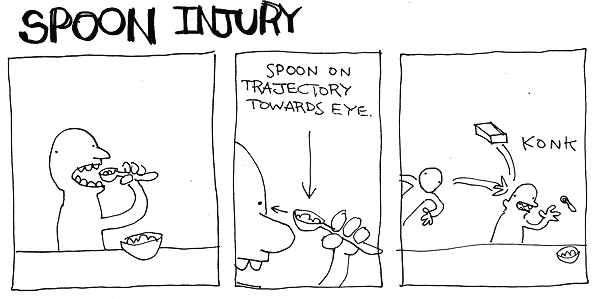 SPOON INJURY
SPOON ON
TRAJECTORY
TOWARDS EYE.
KONK